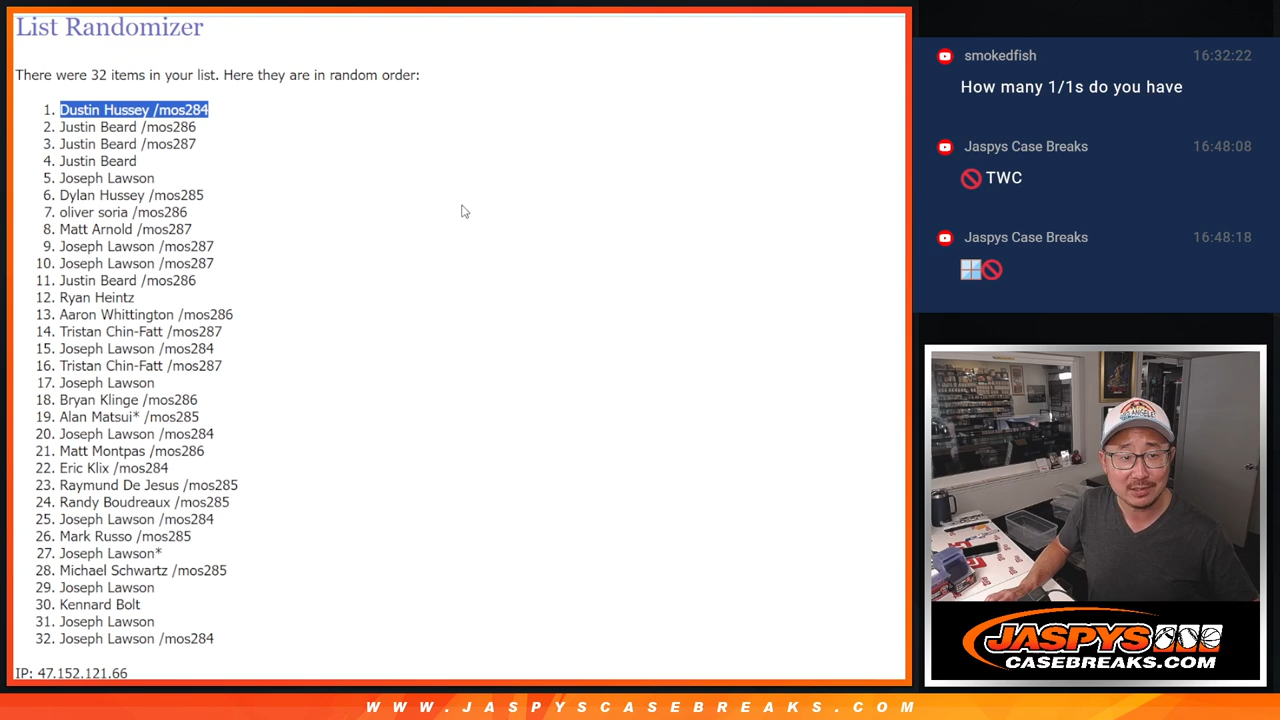 List Randomizer
There were 32 items in your list. Here they are in random order:
1. Dustin Hussey /mos284
2. Justin Beard /mos286
3. Justin Beard /mos287
4. Justin Beard
5. Joseph Lawson
6. Dylan Hussey /mos285
7. oliver soria /mos286
8. Matt Arnold /mos287
9. Joseph Lawson /mos287
10. Joseph Lawson /mos287
11. Justin Beard /mos286
12. Ryan Heintz
13. Aaron Whittington /mos286
14. Tristan Chin-Fatt /mos287
15. Joseph Lawson /mos284
16. Tristan Chin-Fatt /mos287
17. Joseph Lawson
18. Bryan Klinge /mos286
19. Alan Matsui* /mos285
20. Joseph Lawson /mos284
21. Matt Montpas /mos286
22. Eric Klix /mos284
23. Raymund De Jesus /mos285
24. Randy Boudreaux /mos285
25. Joseph Lawson /mos284
26. Mark Russo /mos285
27. Joseph Lawson*
28. Michael Schwartz /mos285
29. Joseph Lawson
30. Kennard Bolt
31. Joseph Lawson
32. Joseph Lawson /mos284
IP: 47.152.121.66
smokedfish 16:32:22
How many 1/1s do you have
Jaspys Case Breaks 16:48:08
🚫 TWC
Jaspys Case Breaks 16:48:18
🪟🚫
LOS ANGELES
JASPYS
CASEBREAKS.COM
WWW.JASPYSCASEBREAKS.COM